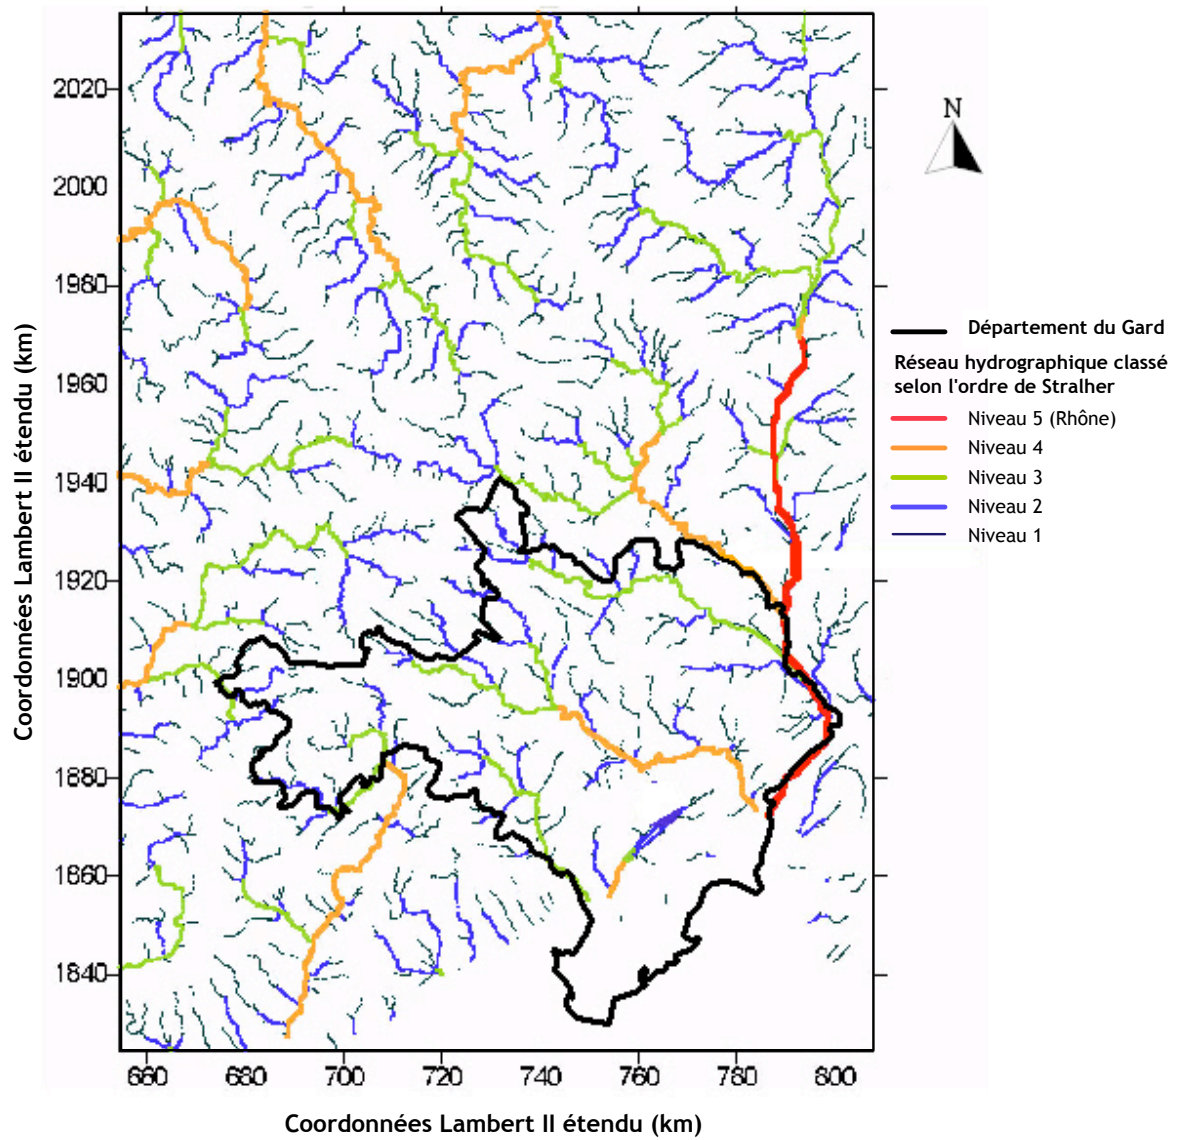 2020
2000
1980
1960
1940
1920
1900
1880
1860
1840
660
680
700
720
740
760
780
800
Coordonnées Lambert II étendu (km)
Coordonnées Lambert II étendu (km)
N
Département du Gard
Réseau hydrographique classé
selon l'ordre de Stralher
Niveau 5 (Rhône)
Niveau 4
Niveau 3
Niveau 2
Niveau 1